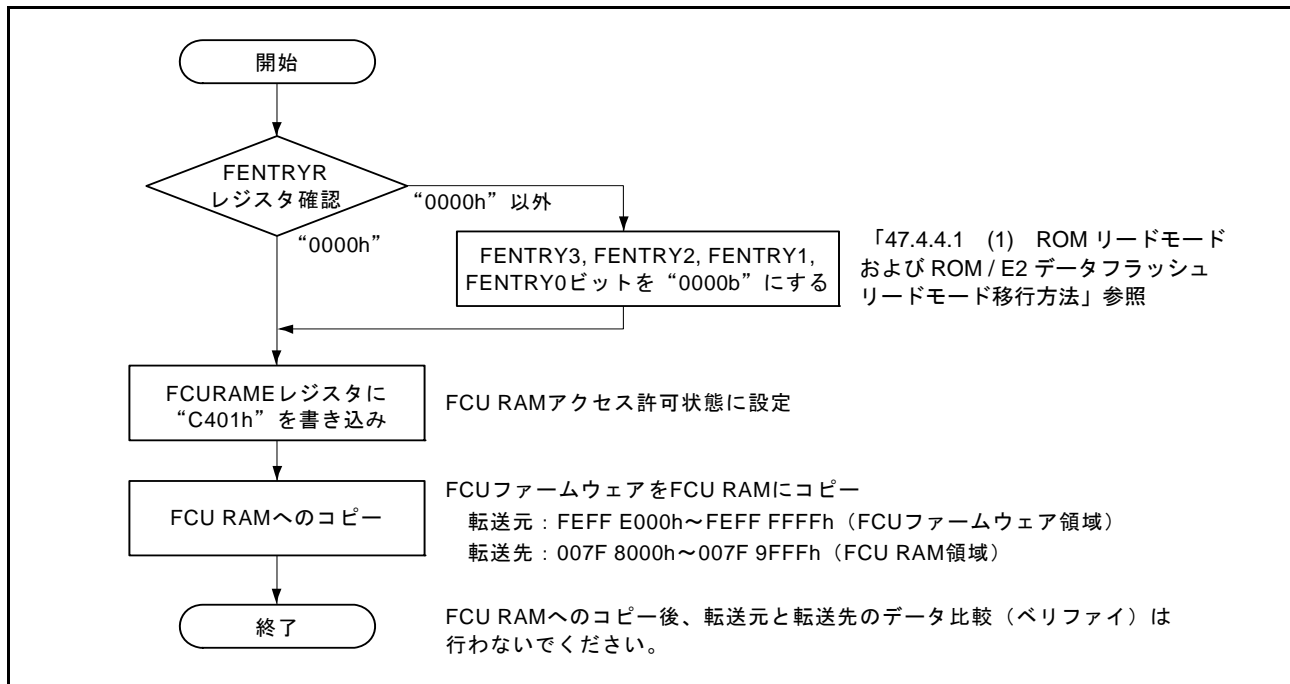 開始
FENTRYR
レジスタ確認
“0000h” 以外
“0000h”
FENTRY3, FENTRY2, FENTRY1,
FENTRY0ビットを “0000b” にする
「47.4.4.1 (1) ROM リードモード
および ROM / E2 データフラッシュ
リードモード移行方法」参照
FCURAMEレジスタに
“C401h” を書き込み
FCU RAMアクセス許可状態に設定
FCU RAMへのコピー
FCUファームウェアをFCU RAMにコピー
転送元：FEFF E000h～FEFF FFFFh（FCUファームウェア領域）
転送先：007F 8000h～007F 9FFFh（FCU RAM領域）
終了
FCU RAMへのコピー後、転送元と転送先のデータ比較（ベリファイ）は
行わないでください。